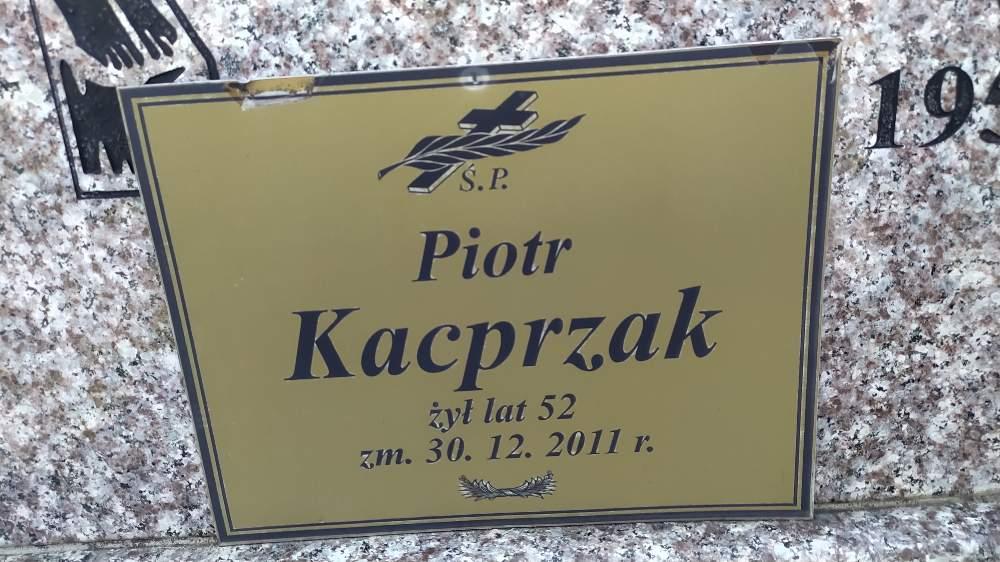 Ś.P.
Piotr
Kacprzak
żył lat 52
zm. 30. 12. 2011 r.